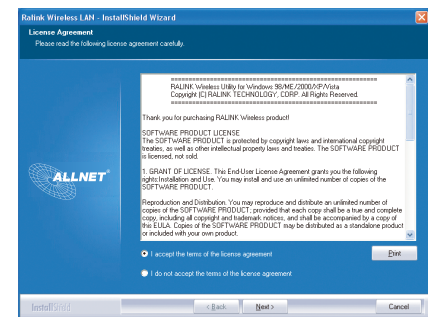 Ralink Wireless LAN - InstallShield Wizard
License Agreement
Please read the following license agreement carefully.
RALINK Wireless Utility for Windows 98/ME/2000/XP/Vista
Copyright (C) RALINK TECHNOLOGY, CORP. All Rights Reserved.
Thank you for purchasing RALINK Wireless product!
SOFTWARE PRODUCT LICENSE
The SOFTWARE PRODUCT is protected by copyright laws and international copyright
treaties, as well as other intellectual property laws and treaties. The SOFTWARE PRODUCT
is licensed, not sold.
1. GRANT OF LICENSE. This End-User License Agreement grants you the following
rights:Installation and Use. You may install and use an unlimited number of copies of the
SOFTWARE PRODUCT.
Reproduction and Distribution. You may reproduce and distribute an unlimited number of
copies of the SOFTWARE PRODUCT; provided that each copy shall be a true and complete
copy, including all copyright and trademark notices, and shall be accompanied by a copy of
this EULA. Copies of the SOFTWARE PRODUCT may be distributed as a standalone product
or included with your own product.
ALLNET®
I accept the terms of the license agreement
Print
I do not accept the terms of the license agreement
InstallShield
< Back
Next >
Cancel